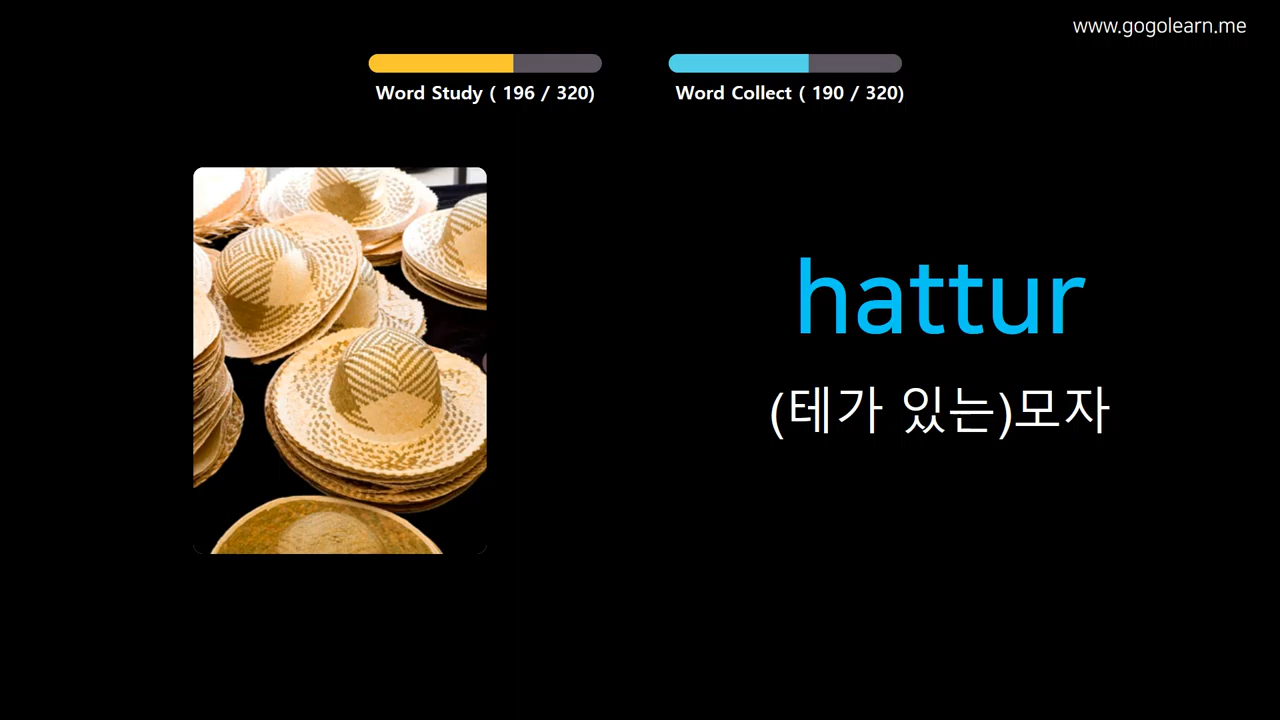 www.gogolearn.me
Word Study ( 196 / 320)
Word Collect ( 190 / 320)
hattur
(테가 있는)모자